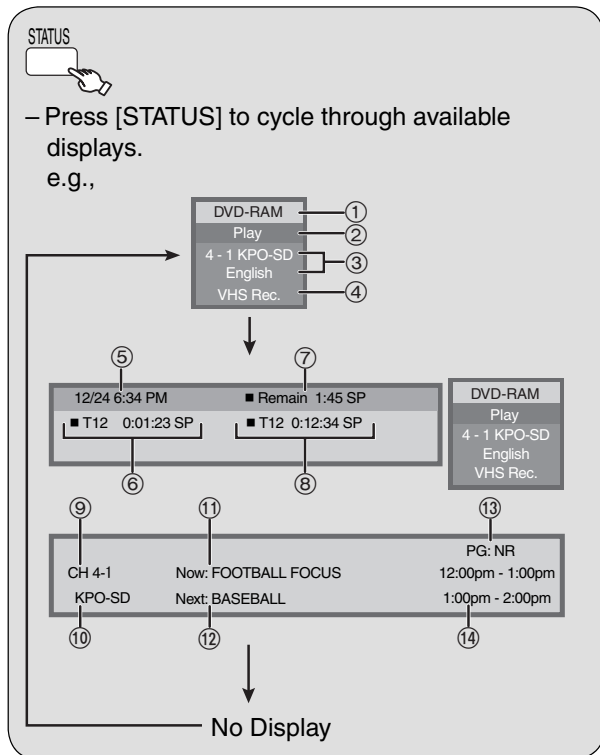 STATUS
– Press [STATUS] to cycle through available
displays.
e.g.,
DVD-RAM ①
Play ②
4 - 1 KPO-SD ③
English
VHS Rec. ④
⑤ ⑦
12/24 6:34 PM ■ Remain 1:45 SP
■ T12 0:01:23 SP ■ T12 0:12:34 SP
⑥ ⑧
DVD-RAM
Play
4 - 1 KPO-SD
English
VHS Rec.
⑨ ⑪ ⑬
PG: NR
CH 4-1 Now: FOOTBALL FOCUS 12:00pm - 1:00pm
KPO-SD Next: BASEBALL 1:00pm - 2:00pm
⑩ ⑫ ⑭
No Display